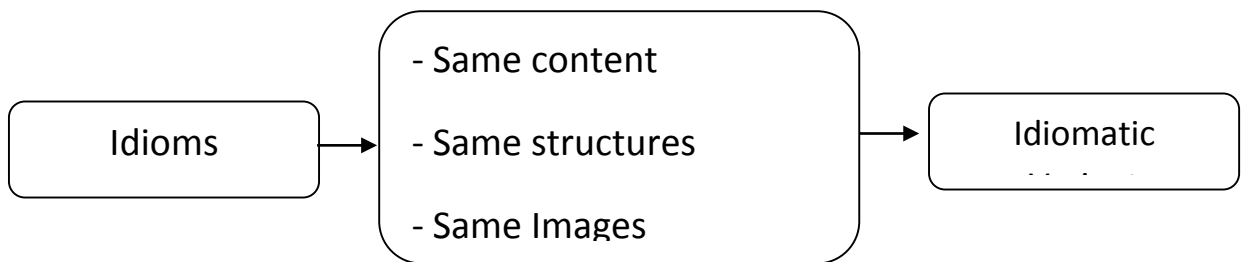 Idioms
- Same content
- Same structures
- Same Images
Idiomatic